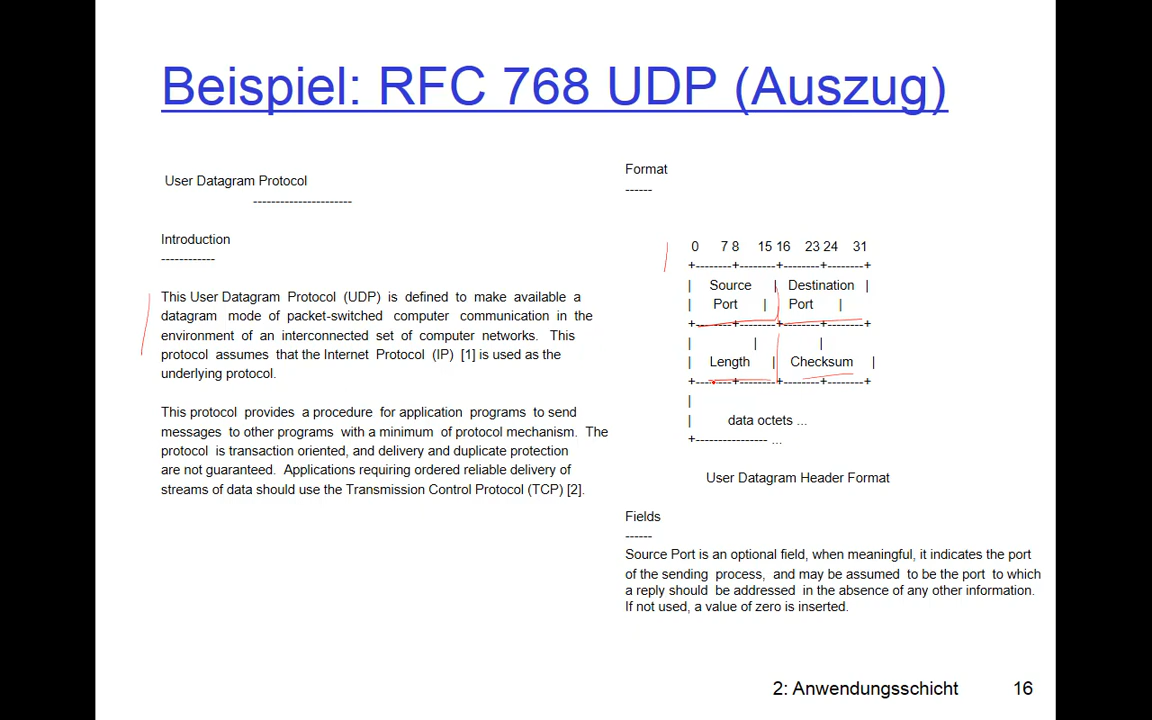 Beispiel: RFC 768 UDP (Auszug)
User Datagram Protocol
----------------------
Introduction
------------
This User Datagram Protocol (UDP) is defined to make available a
datagram mode of packet-switched computer communication in the
environment of an interconnected set of computer networks. This
protocol assumes that the Internet Protocol (IP) [1] is used as the
underlying protocol.
This protocol provides a procedure for application programs to send
messages to other programs with a minimum of protocol mechanism. The
protocol is transaction oriented, and delivery and duplicate protection
are not guaranteed. Applications requiring ordered reliable delivery of
streams of data should use the Transmission Control Protocol (TCP) [2].
Format
------
0 7 8 15 16 23 24 31
+--------+--------+--------+--------+
| Source | Destination |
| Port | Port |
+--------+--------+--------+--------+
| | |
| Length | Checksum |
+--------+--------+--------+--------+
|
| data octets ...
+---------------- ...
User Datagram Header Format
Fields
------
Source Port is an optional field, when meaningful, it indicates the port
of the sending process, and may be assumed to be the port to which
a reply should be addressed in the absence of any other information.
If not used, a value of zero is inserted.
2: Anwendungsschicht 16